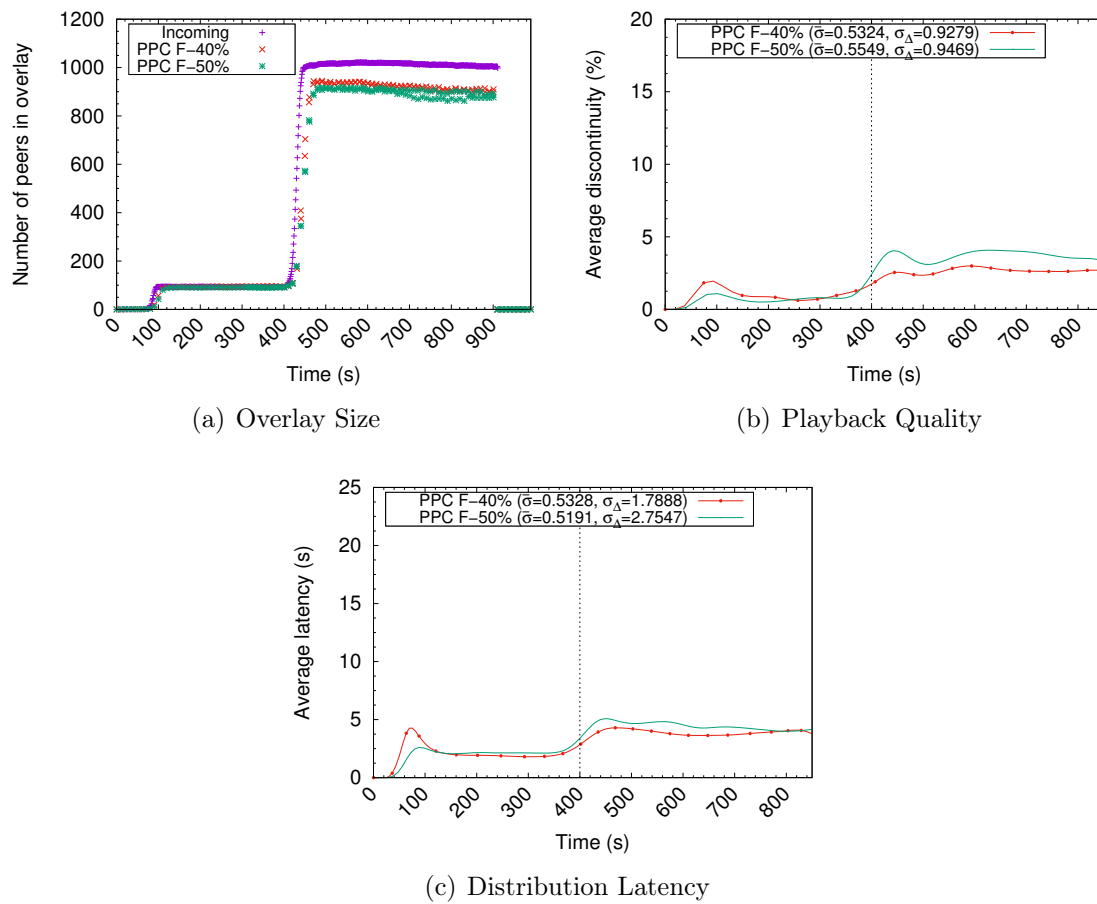 Incoming
PPC F-40%
PPC F-50%
Number of peers in overlay
1200
1000
800
600
400
200
0
0 100 200 300 400 500 600 700 800 900
Time (s)
(a) Overlay Size
PPC F-40% (σ̄=0.5324, σΔ=0.9279)
PPC F-50% (σ̄=0.5549, σΔ=0.9469)
Average discontinuity (%)
20
15
10
5
0
0 100 200 300 400 500 600 700 800
Time (s)
(b) Playback Quality
PPC F-40% (σ̄=0.5328, σΔ=1.7888)
PPC F-50% (σ̄=0.5191, σΔ=2.7547)
Average latency (s)
25
20
15
10
5
0
0 100 200 300 400 500 600 700 800
Time (s)
(c) Distribution Latency